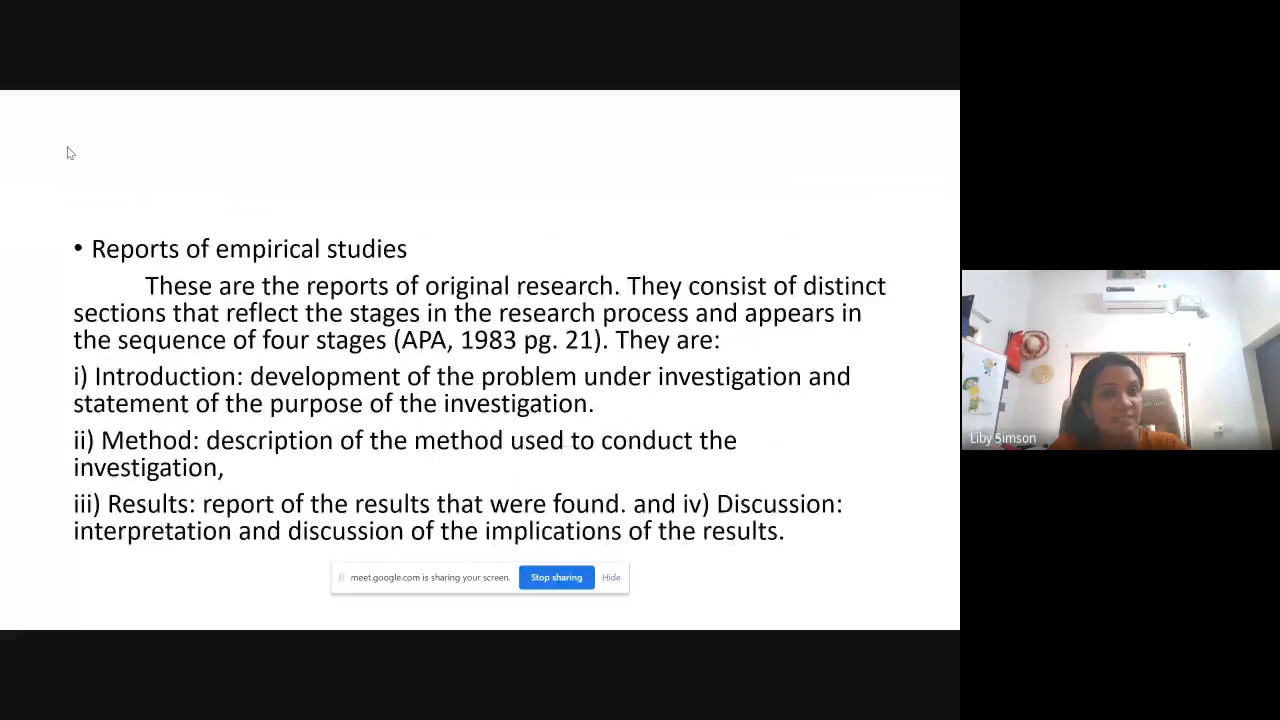 • Reports of empirical studies
These are the reports of original research. They consist of distinct
sections that reflect the stages in the research process and appears in
the sequence of four stages (APA, 1983 pg. 21). They are:
i) Introduction: development of the problem under investigation and
statement of the purpose of the investigation.
ii) Method: description of the method used to conduct the
investigation,
iii) Results: report of the results that were found. and iv) Discussion:
interpretation and discussion of the implications of the results.
meet.google.com is sharing your screen. Stop sharing Hide
Liby Simson